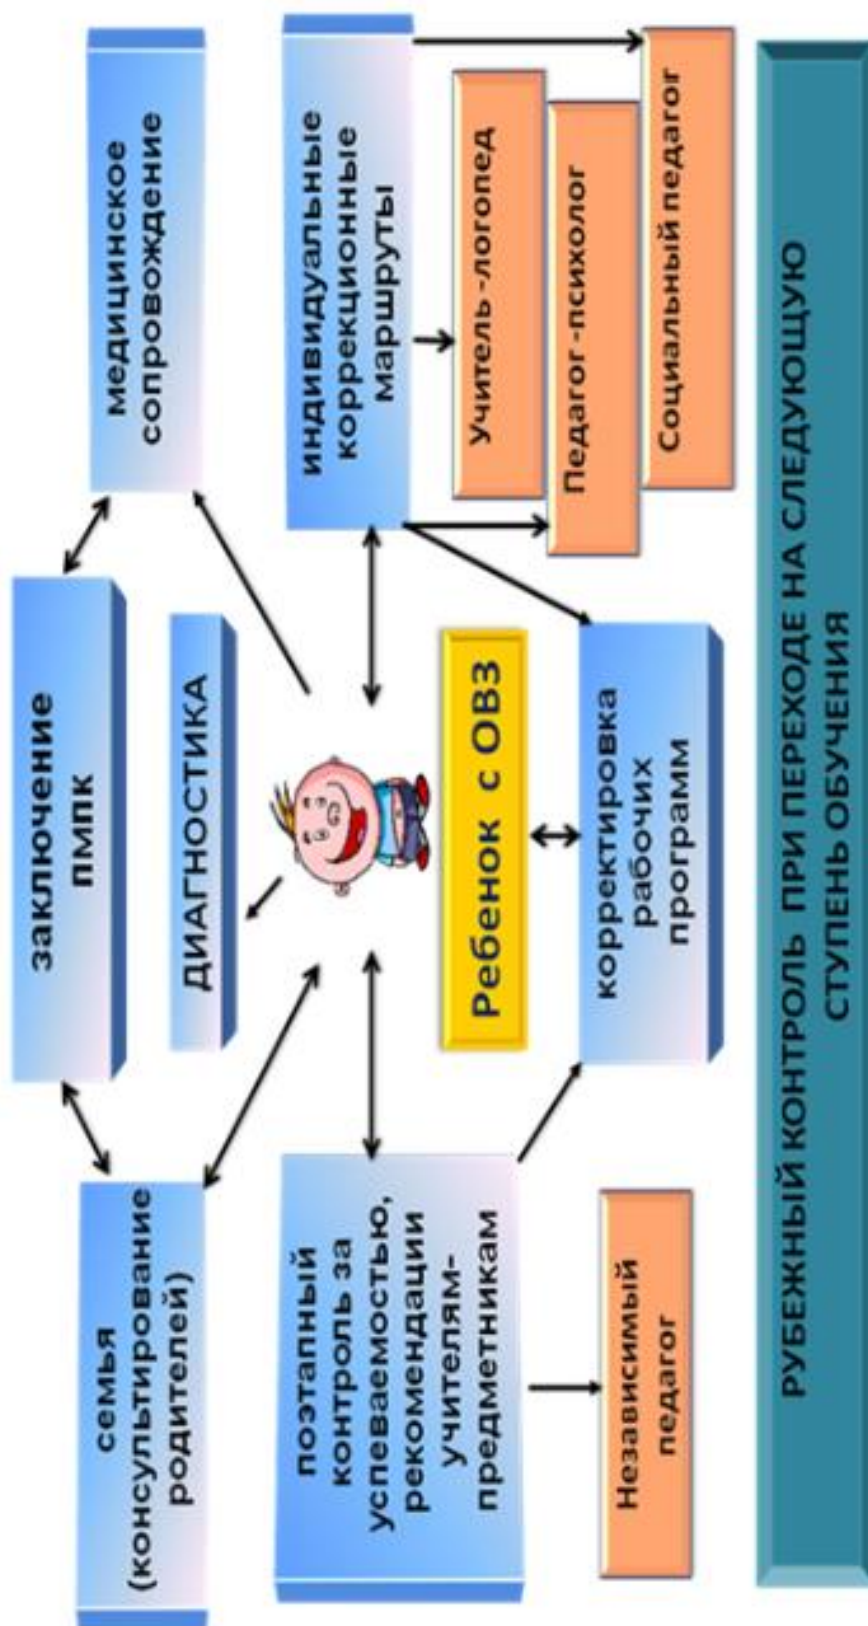 заключение
ПМПК
семья
(консультирование
родителей)
медицинское
сопровождение
ДИАГНОСТИКА
поэтапный
контроль за
успеваемостью,
рекомендации
учителям-
предметникам
индивидуальные
коррекционные
маршруты
Ребенок с ОВЗ
Учитель -логопед
Педагог -психолог
Социальный педагог
корректировка
рабочих
программ
Независимый
педагог
РУБЕЖНЫЙ КОНТРОЛЬ ПРИ ПЕРЕХОДЕ НА СЛЕДУЮЩУЮ
СТУПЕНЬ ОБУЧЕНИЯ